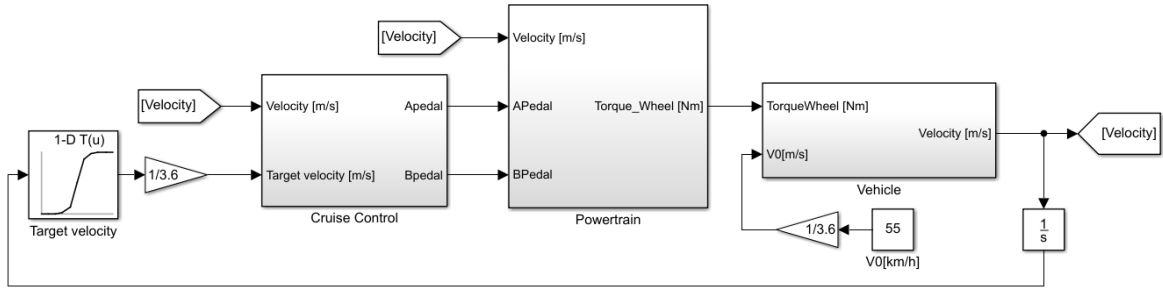 [Velocity]
Velocity [m/s]
[Velocity]
Velocity [m/s]
Apedal
APedal
Torque_Wheel [Nm]
TorqueWheel [Nm]
Velocity [m/s]
[Velocity]
1-D T(u)
1/3.6
Target velocity [m/s]
Bpedal
BPedal
V0[m/s]
Target velocity
Cruise Control
Powertrain
Vehicle
1/3.6
55
1
s
V0[km/h]